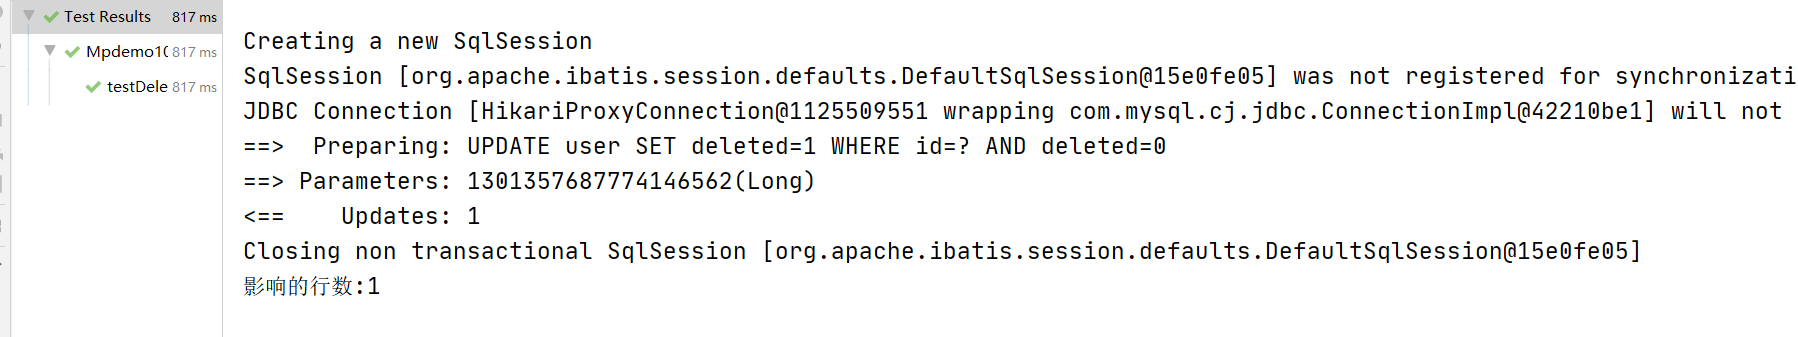 Test Results 817 ms
Mpdemo10 817 ms
testDele 817 ms
Creating a new SqlSession
SqlSession [org.apache.ibatis.session.defaults.DefaultSqlSession@15e0fe05] was not registered for synchronizati
JDBC Connection [HikariProxyConnection@1125509551 wrapping com.mysql.cj.jdbc.ConnectionImpl@42210be1] will not
==>  Preparing: UPDATE user SET deleted=1 WHERE id=? AND deleted=0
==> Parameters: 1301357687774146562(Long)
<==    Updates: 1
Closing non transactional SqlSession [org.apache.ibatis.session.defaults.DefaultSqlSession@15e0fe05]
影响的行数:1